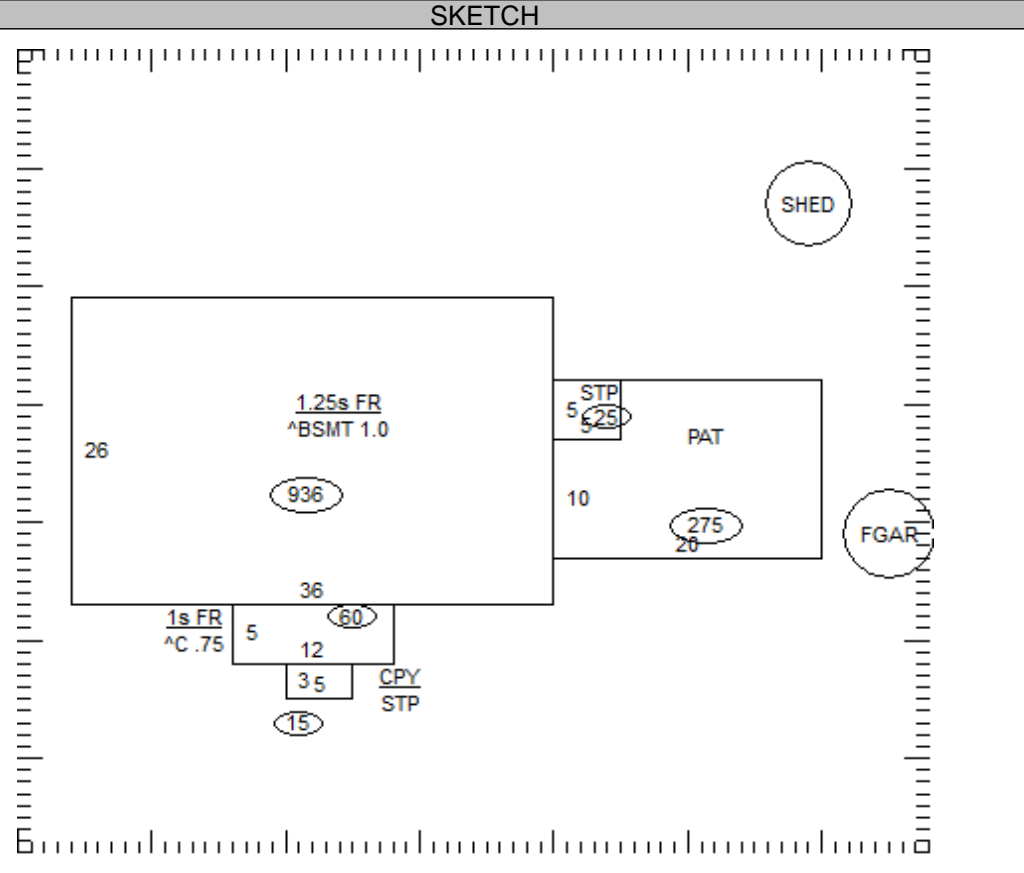 SKETCH
SHED
1.25s FR
^BSMT 1.0
26
936
36
STP
5
25
5
PAT
10
275
20
FGAR
1s FR
^C .75
5
60
12
3
5
CPY
STP
15